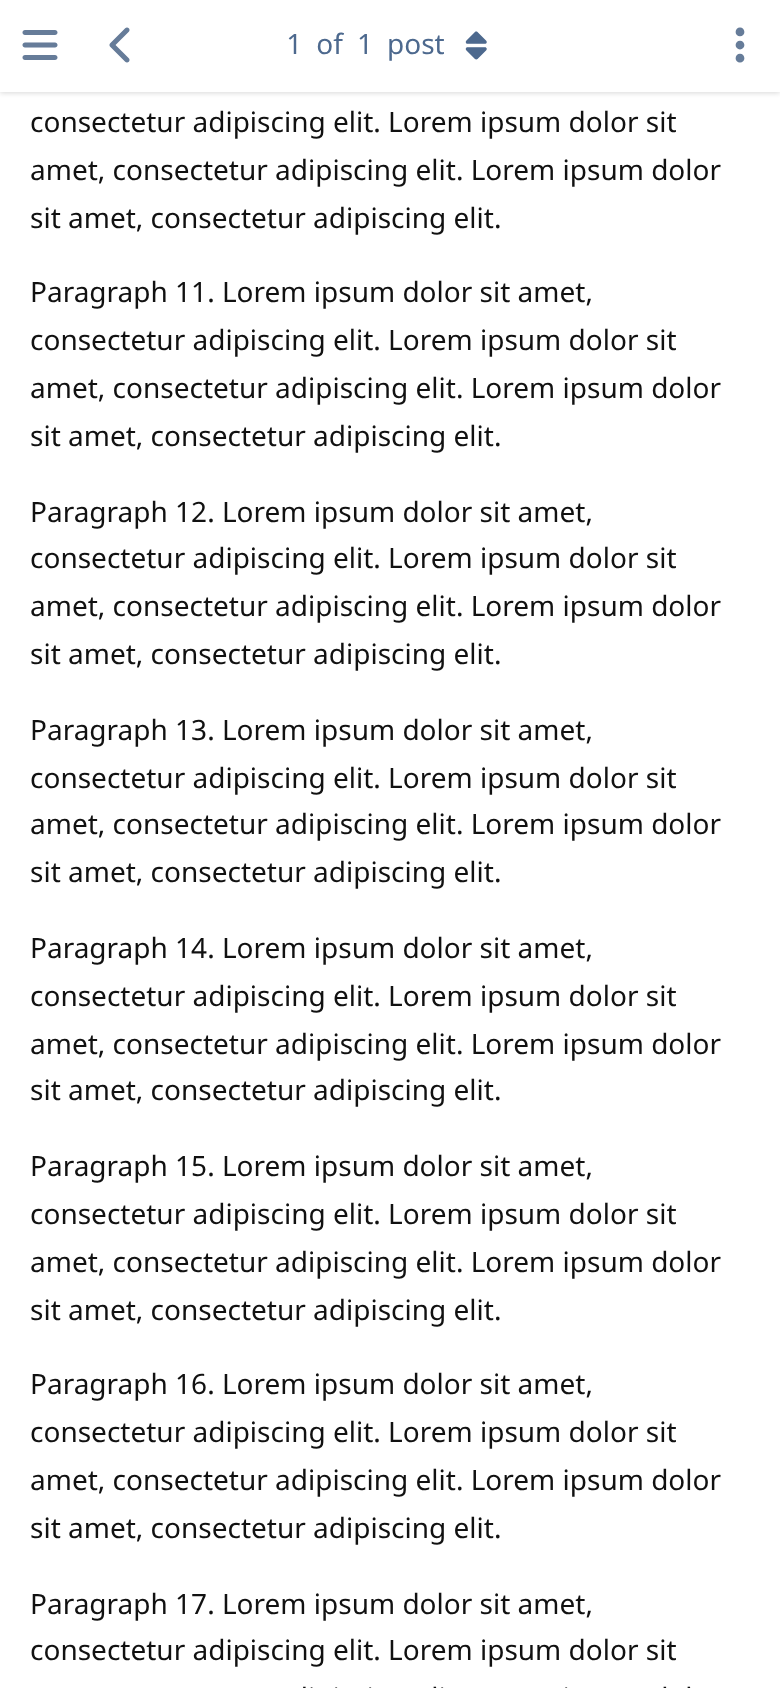 1 of 1 post
consectetur adipiscing elit. Lorem ipsum dolor sit
amet, consectetur adipiscing elit. Lorem ipsum dolor
sit amet, consectetur adipiscing elit.
Paragraph 11. Lorem ipsum dolor sit amet,
consectetur adipiscing elit. Lorem ipsum dolor sit
amet, consectetur adipiscing elit. Lorem ipsum dolor
sit amet, consectetur adipiscing elit.
Paragraph 12. Lorem ipsum dolor sit amet,
consectetur adipiscing elit. Lorem ipsum dolor sit
amet, consectetur adipiscing elit. Lorem ipsum dolor
sit amet, consectetur adipiscing elit.
Paragraph 13. Lorem ipsum dolor sit amet,
consectetur adipiscing elit. Lorem ipsum dolor sit
amet, consectetur adipiscing elit. Lorem ipsum dolor
sit amet, consectetur adipiscing elit.
Paragraph 14. Lorem ipsum dolor sit amet,
consectetur adipiscing elit. Lorem ipsum dolor sit
amet, consectetur adipiscing elit. Lorem ipsum dolor
sit amet, consectetur adipiscing elit.
Paragraph 15. Lorem ipsum dolor sit amet,
consectetur adipiscing elit. Lorem ipsum dolor sit
amet, consectetur adipiscing elit. Lorem ipsum dolor
sit amet, consectetur adipiscing elit.
Paragraph 16. Lorem ipsum dolor sit amet,
consectetur adipiscing elit. Lorem ipsum dolor sit
amet, consectetur adipiscing elit. Lorem ipsum dolor
sit amet, consectetur adipiscing elit.
Paragraph 17. Lorem ipsum dolor sit amet,
consectetur adipiscing elit. Lorem ipsum dolor sit